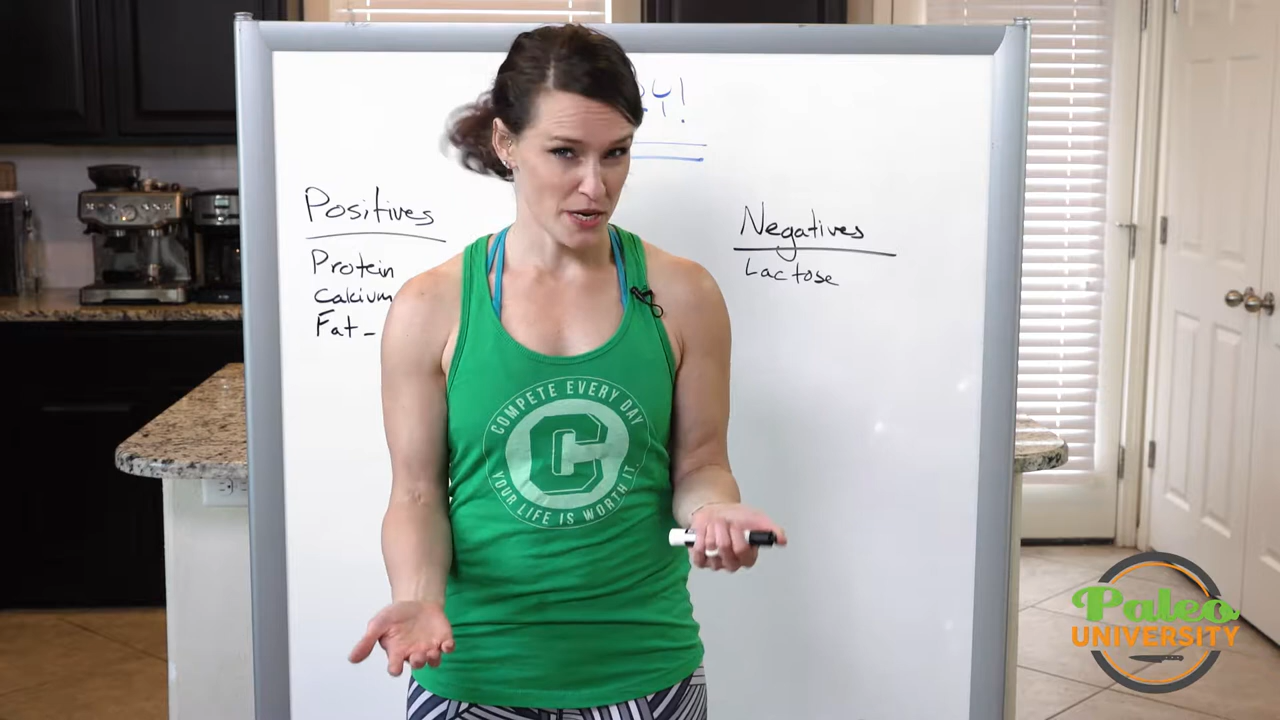 Positives
Protein
Calcium
Fat-
Negatives
Lactose
COMPETE EVERY DAY
C
YOUR LIFE IS WORTH IT.
Paleo
UNIVERSITY